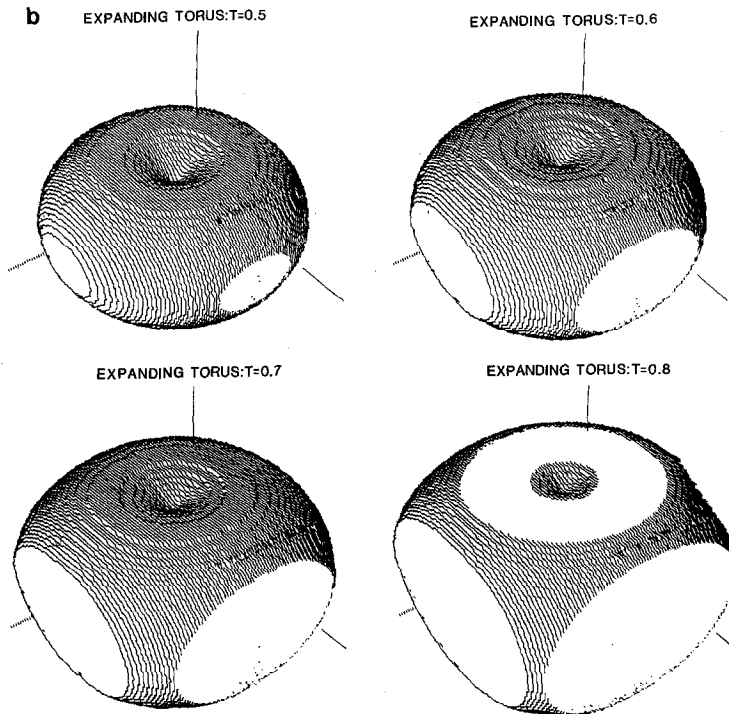 b
EXPANDING TORUS:T=0.5
EXPANDING TORUS:T=0.6
EXPANDING TORUS:T=0.7
EXPANDING TORUS:T=0.8